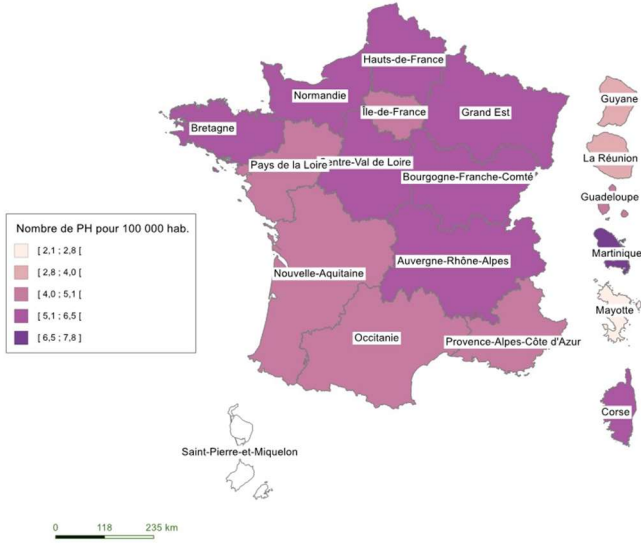 Hauts-de-France
Normandie
Île-de-France
Grand Est
Bretagne
Pays de la Loire
entre-Val de Loire
Bourgogne-Franche-Comté
Auvergne-Rhône-Alpes
Nouvelle-Aquitaine
Occitanie
Provence-Alpes-Côte d'Azur
Guyane
La Réunion
Guadeloupe
Martinique
Mayotte
Corse
Nombre de PH pour 100 000 hab.
[ 2,1 ; 2,8 [
[ 2,8 ; 4,0 [
[ 4,0 ; 5,1 [
[ 5,1 ; 6,5 [
[ 6,5 ; 7,8 ]
Saint-Pierre-et-Miquelon
0 118 235 km